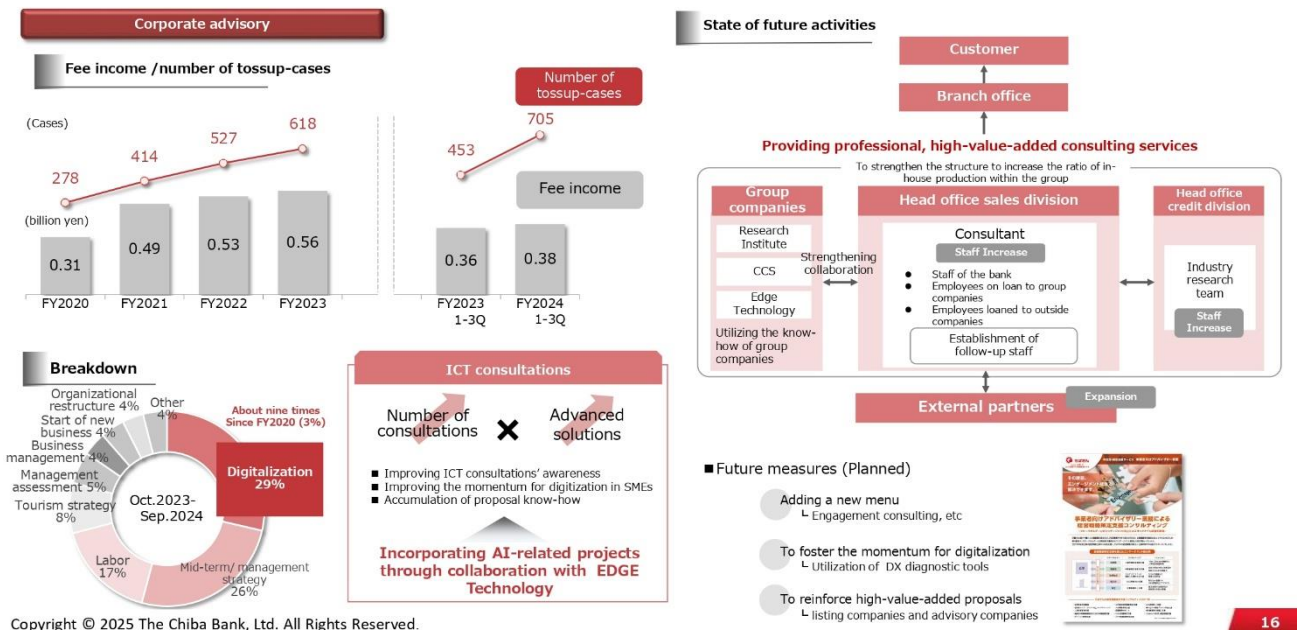 Corporate advisory
Fee income /number of tossup-cases
Number of
tossup-cases
(Cases)
278
414
527
618
453
705
Fee income
(billion yen)
0.31
0.49
0.53
0.56
0.36
0.38
FY2020
FY2021
FY2022
FY2023
FY2023
1-3Q
FY2024
1-3Q
Breakdown
Organizational
restructure 4%
Other
4%
Start of new
business 4%
Business
management 4%
Management
assessment 5%
Tourism strategy
8%
Labor
17%
Mid-term/ management
strategy
26%
About nine times
Since FY2020 (3%)
Digitalization
29%
Oct.2023-
Sep.2024
ICT consultations
Number of
consultations
Advanced
solutions
■ Improving ICT consultations’ awareness
■ Improving the momentum for digitization in SMEs
■ Accumulation of proposal know-how
Incorporating AI-related projects
through collaboration with EDGE
Technology
State of future activities
Customer
Branch office
Providing professional, high-value-added consulting services
To strengthen the structure to increase the ratio of in-
house production within the group
Group
companies
Research
Institute
CCS
Edge
Technology
Utilizing the know-
how of group
companies
Strengthening
collaboration
Head office sales division
Consultant
Staff Increase
● Staff of the bank
● Employees on loan to group
companies
● Employees loaned to outside
companies
Establishment of
follow-up staff
Head office
credit division
Industry
research
team
Staff
Increase
External partners
Expansion
■Future measures (Planned)
Adding a new menu
└ Engagement consulting, etc
To foster the momentum for digitalization
└ Utilization of DX diagnostic tools
To reinforce high-value-added proposals
└ listing companies and advisory companies
Copyright © 2025 The Chiba Bank, Ltd. All Rights Reserved.
16